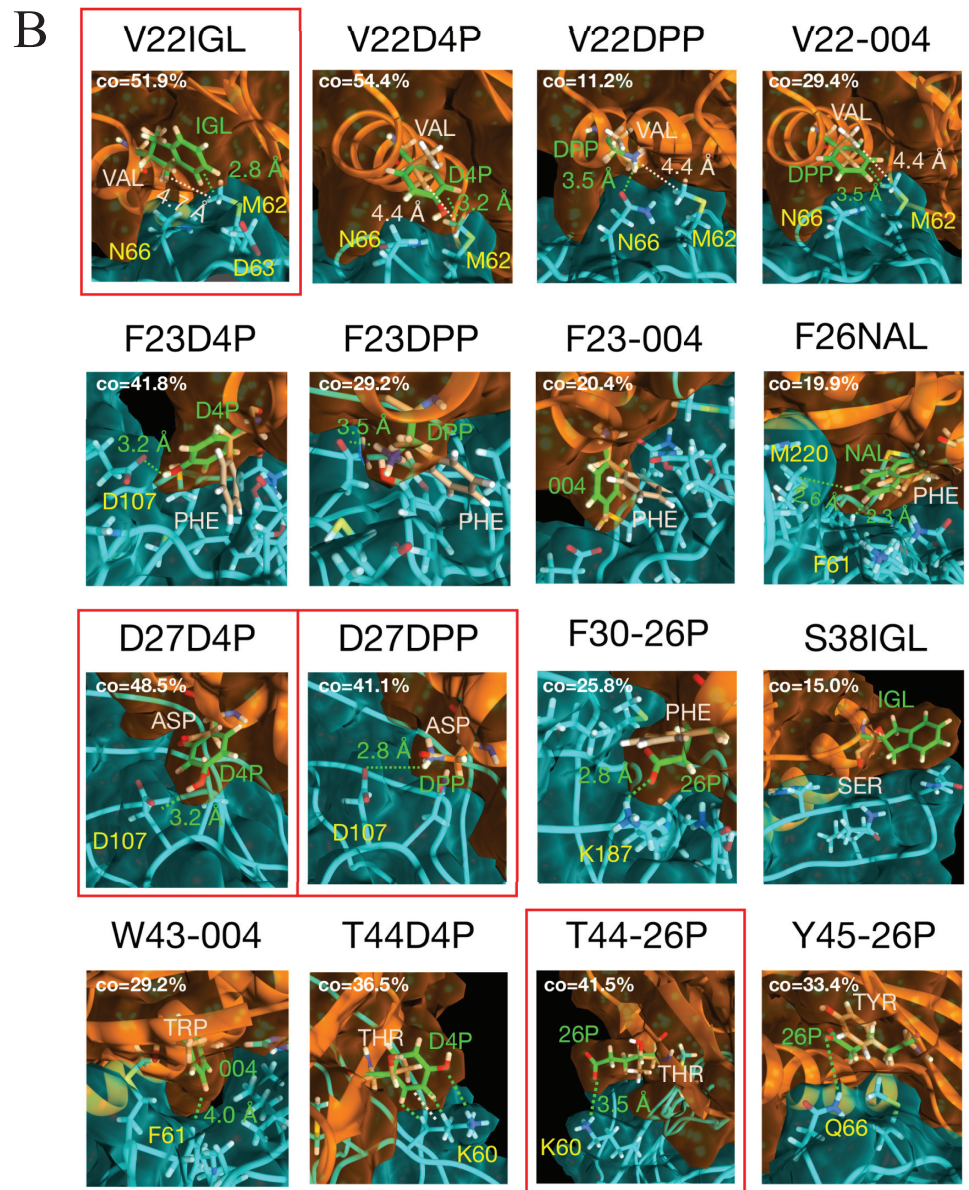 B
V22IGL V22D4P V22DPP V22-004
co=51.9% co=54.4% co=11.2% co=29.4%
IGL
2.8 Å
VAL
4.7 Å
M62
N66
D63
VAL
D4P
3.2 Å
4.4 Å
N66
M62
VAL
DPP
4.4 Å
3.5 Å
N66
M62
VAL
4.4 Å
DPP
3.5 Å
N66
M62
F23D4P F23DPP F23-004 F26NAL
co=41.8% co=29.2% co=20.4% co=19.9%
D4P
3.2 Å
D107
PHE
3.5 Å
DPP
PHE
004
PHE
M220
NAL
PHE
2.6 Å
2.3 Å
F61
D27D4P D27DPP F30-26P S38IGL
co=48.5% co=41.1% co=25.8% co=15.0%
ASP
D4P
3.2 Å
D107
ASP
2.8 Å
DPP
D107
PHE
2.8 Å
26P
K187
IGL
SER
W43-004 T44D4P T44-26P Y45-26P
co=29.2% co=36.5% co=41.5% co=33.4%
TRP
004
4.0 Å
F61
THR
D4P
K60
26P
THR
3.5 Å
K60
TYR
26P
Q66